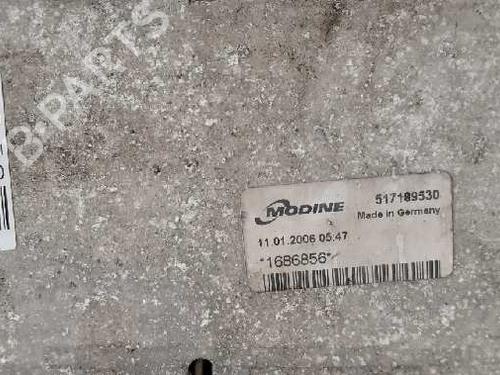 B-PARTS
MODINE
517189530
Made in Germany
11.01.2006 05:47
*1686856*